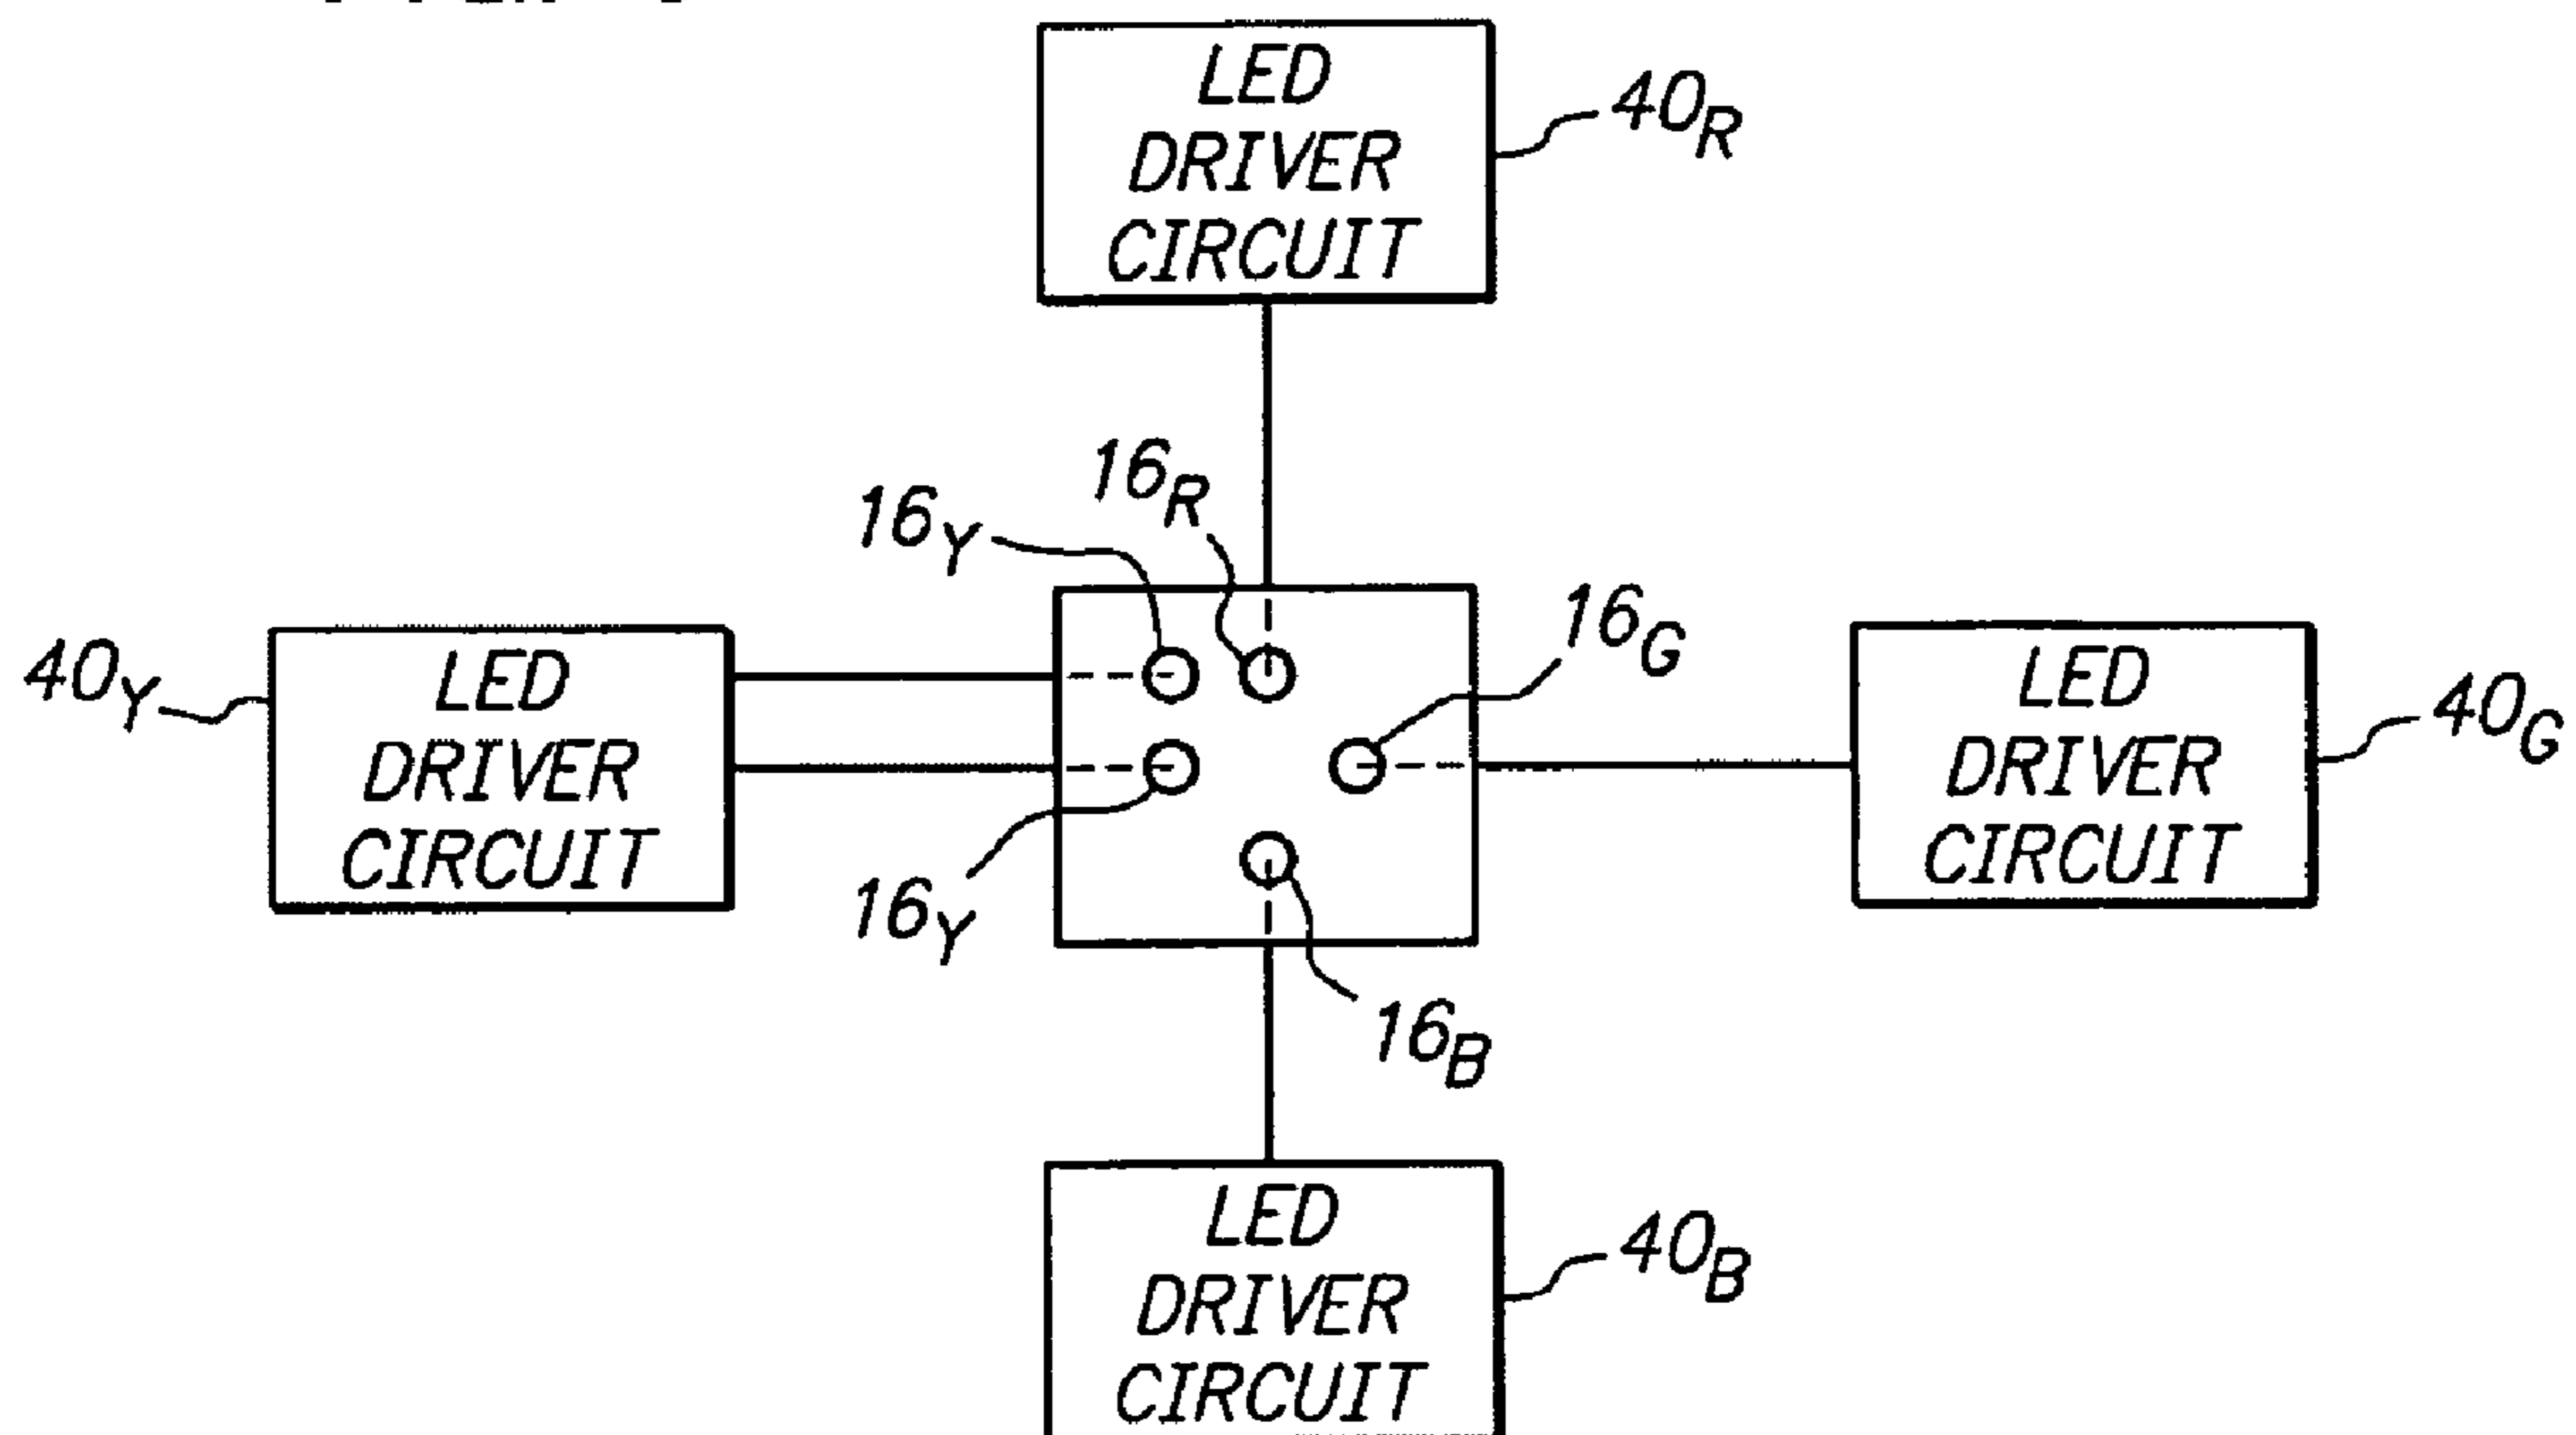 LED
DRIVER
CIRCUIT
40R
16R
16Y
16G
40Y
LED
DRIVER
CIRCUIT
LED
DRIVER
CIRCUIT
40G
16Y
16B
LED
DRIVER
CIRCUIT
40B